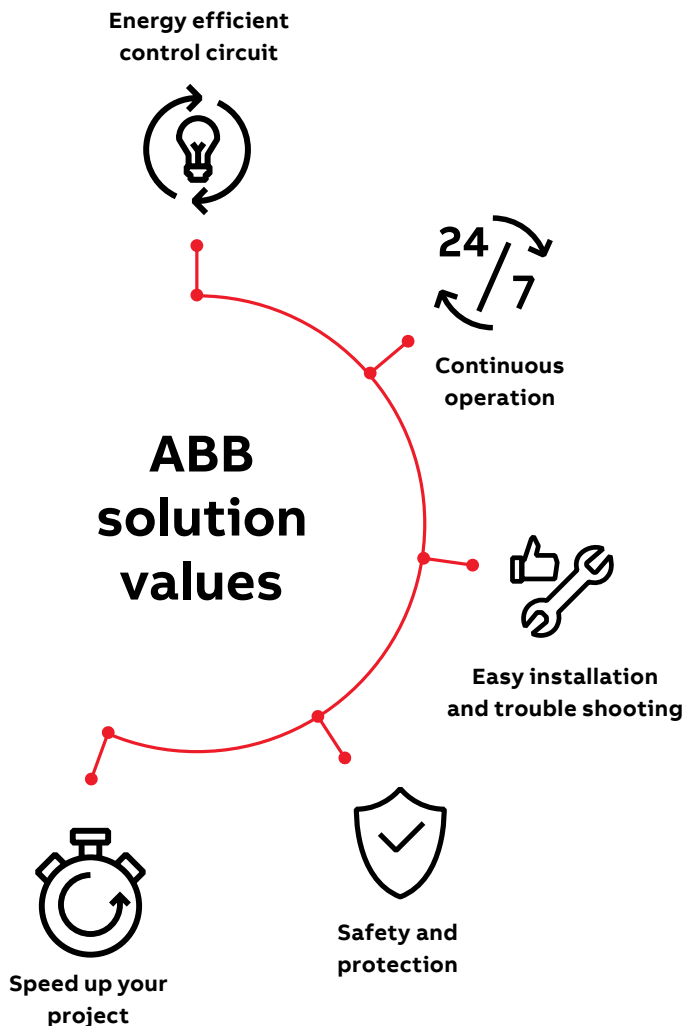 Energy efficient
control circuit
24
7
Continuous
operation
ABB
solution
values
Easy installation
and trouble shooting
Safety and
protection
Speed up your
project